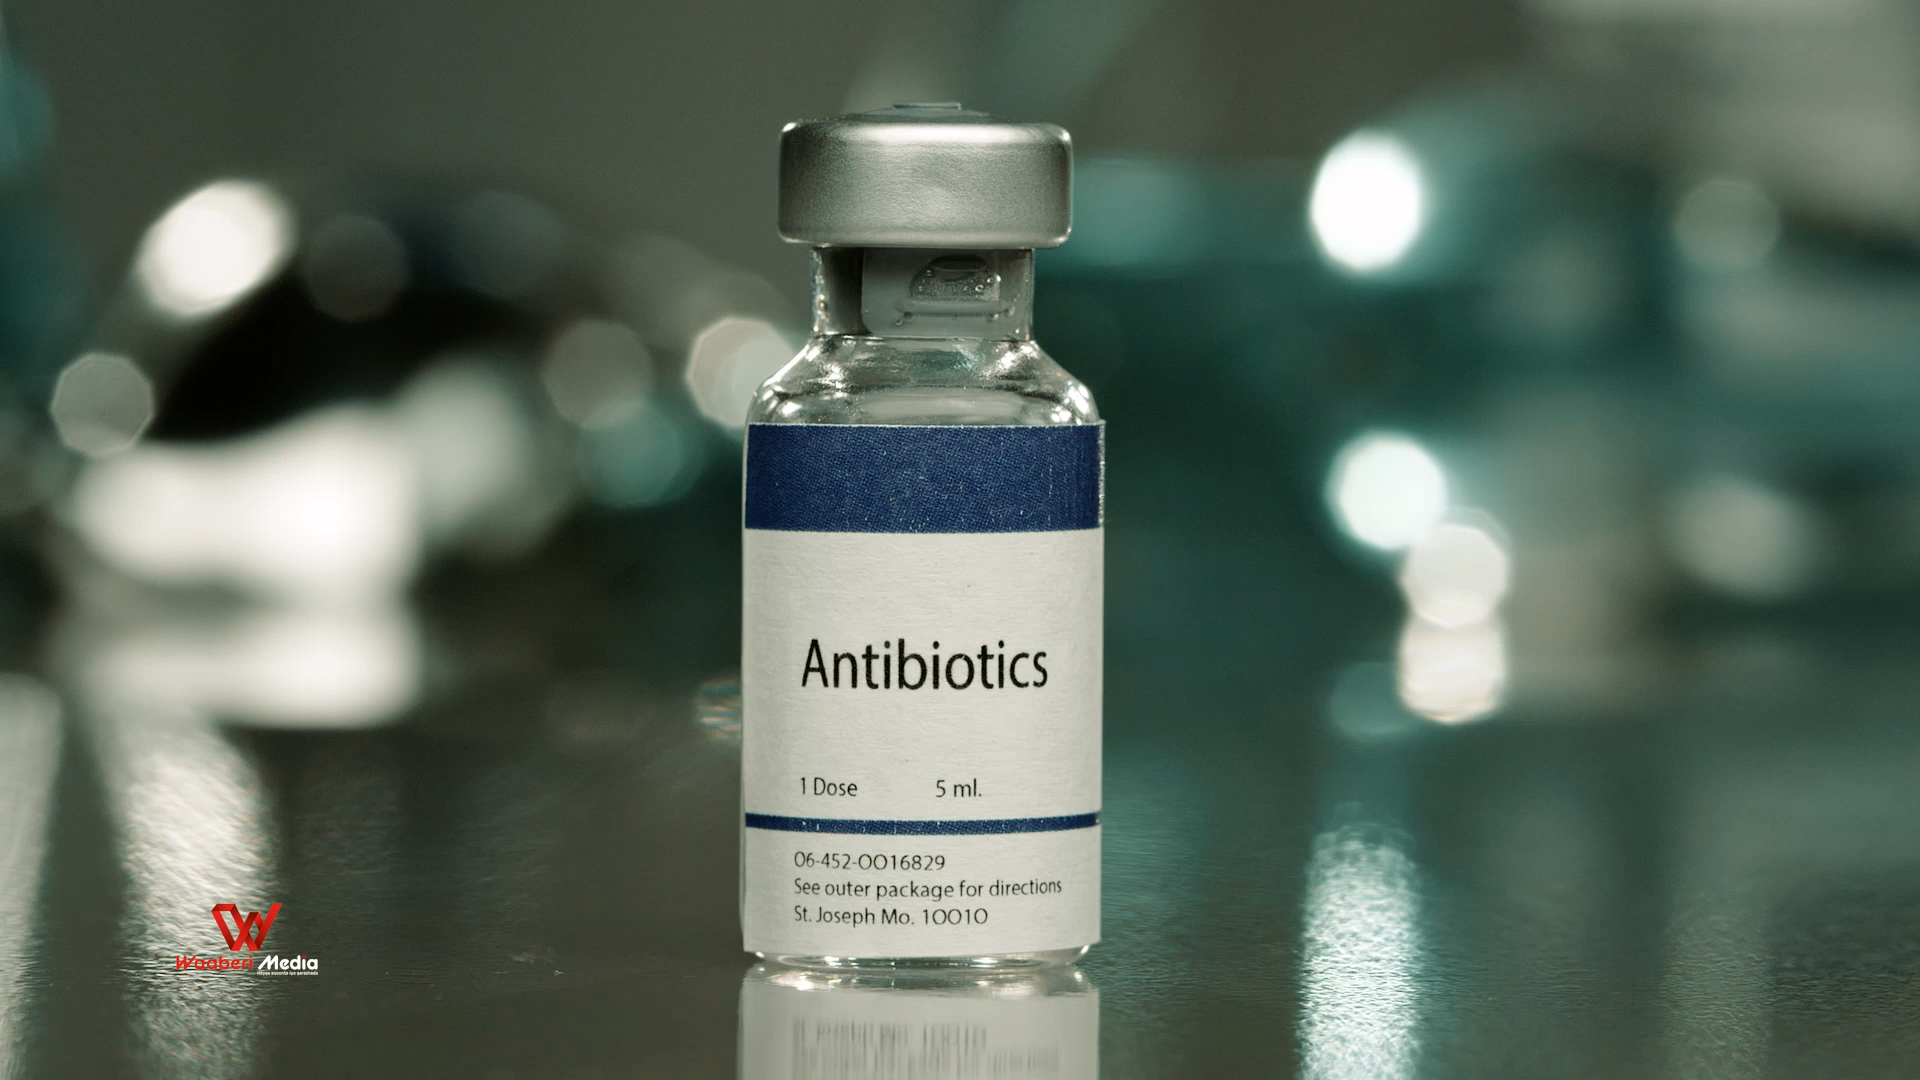 Antibiotics
1 Dose 5 ml.
06-452-0016829
See outer package for directions
St. Joseph Mo. 10010
Waaberi Media